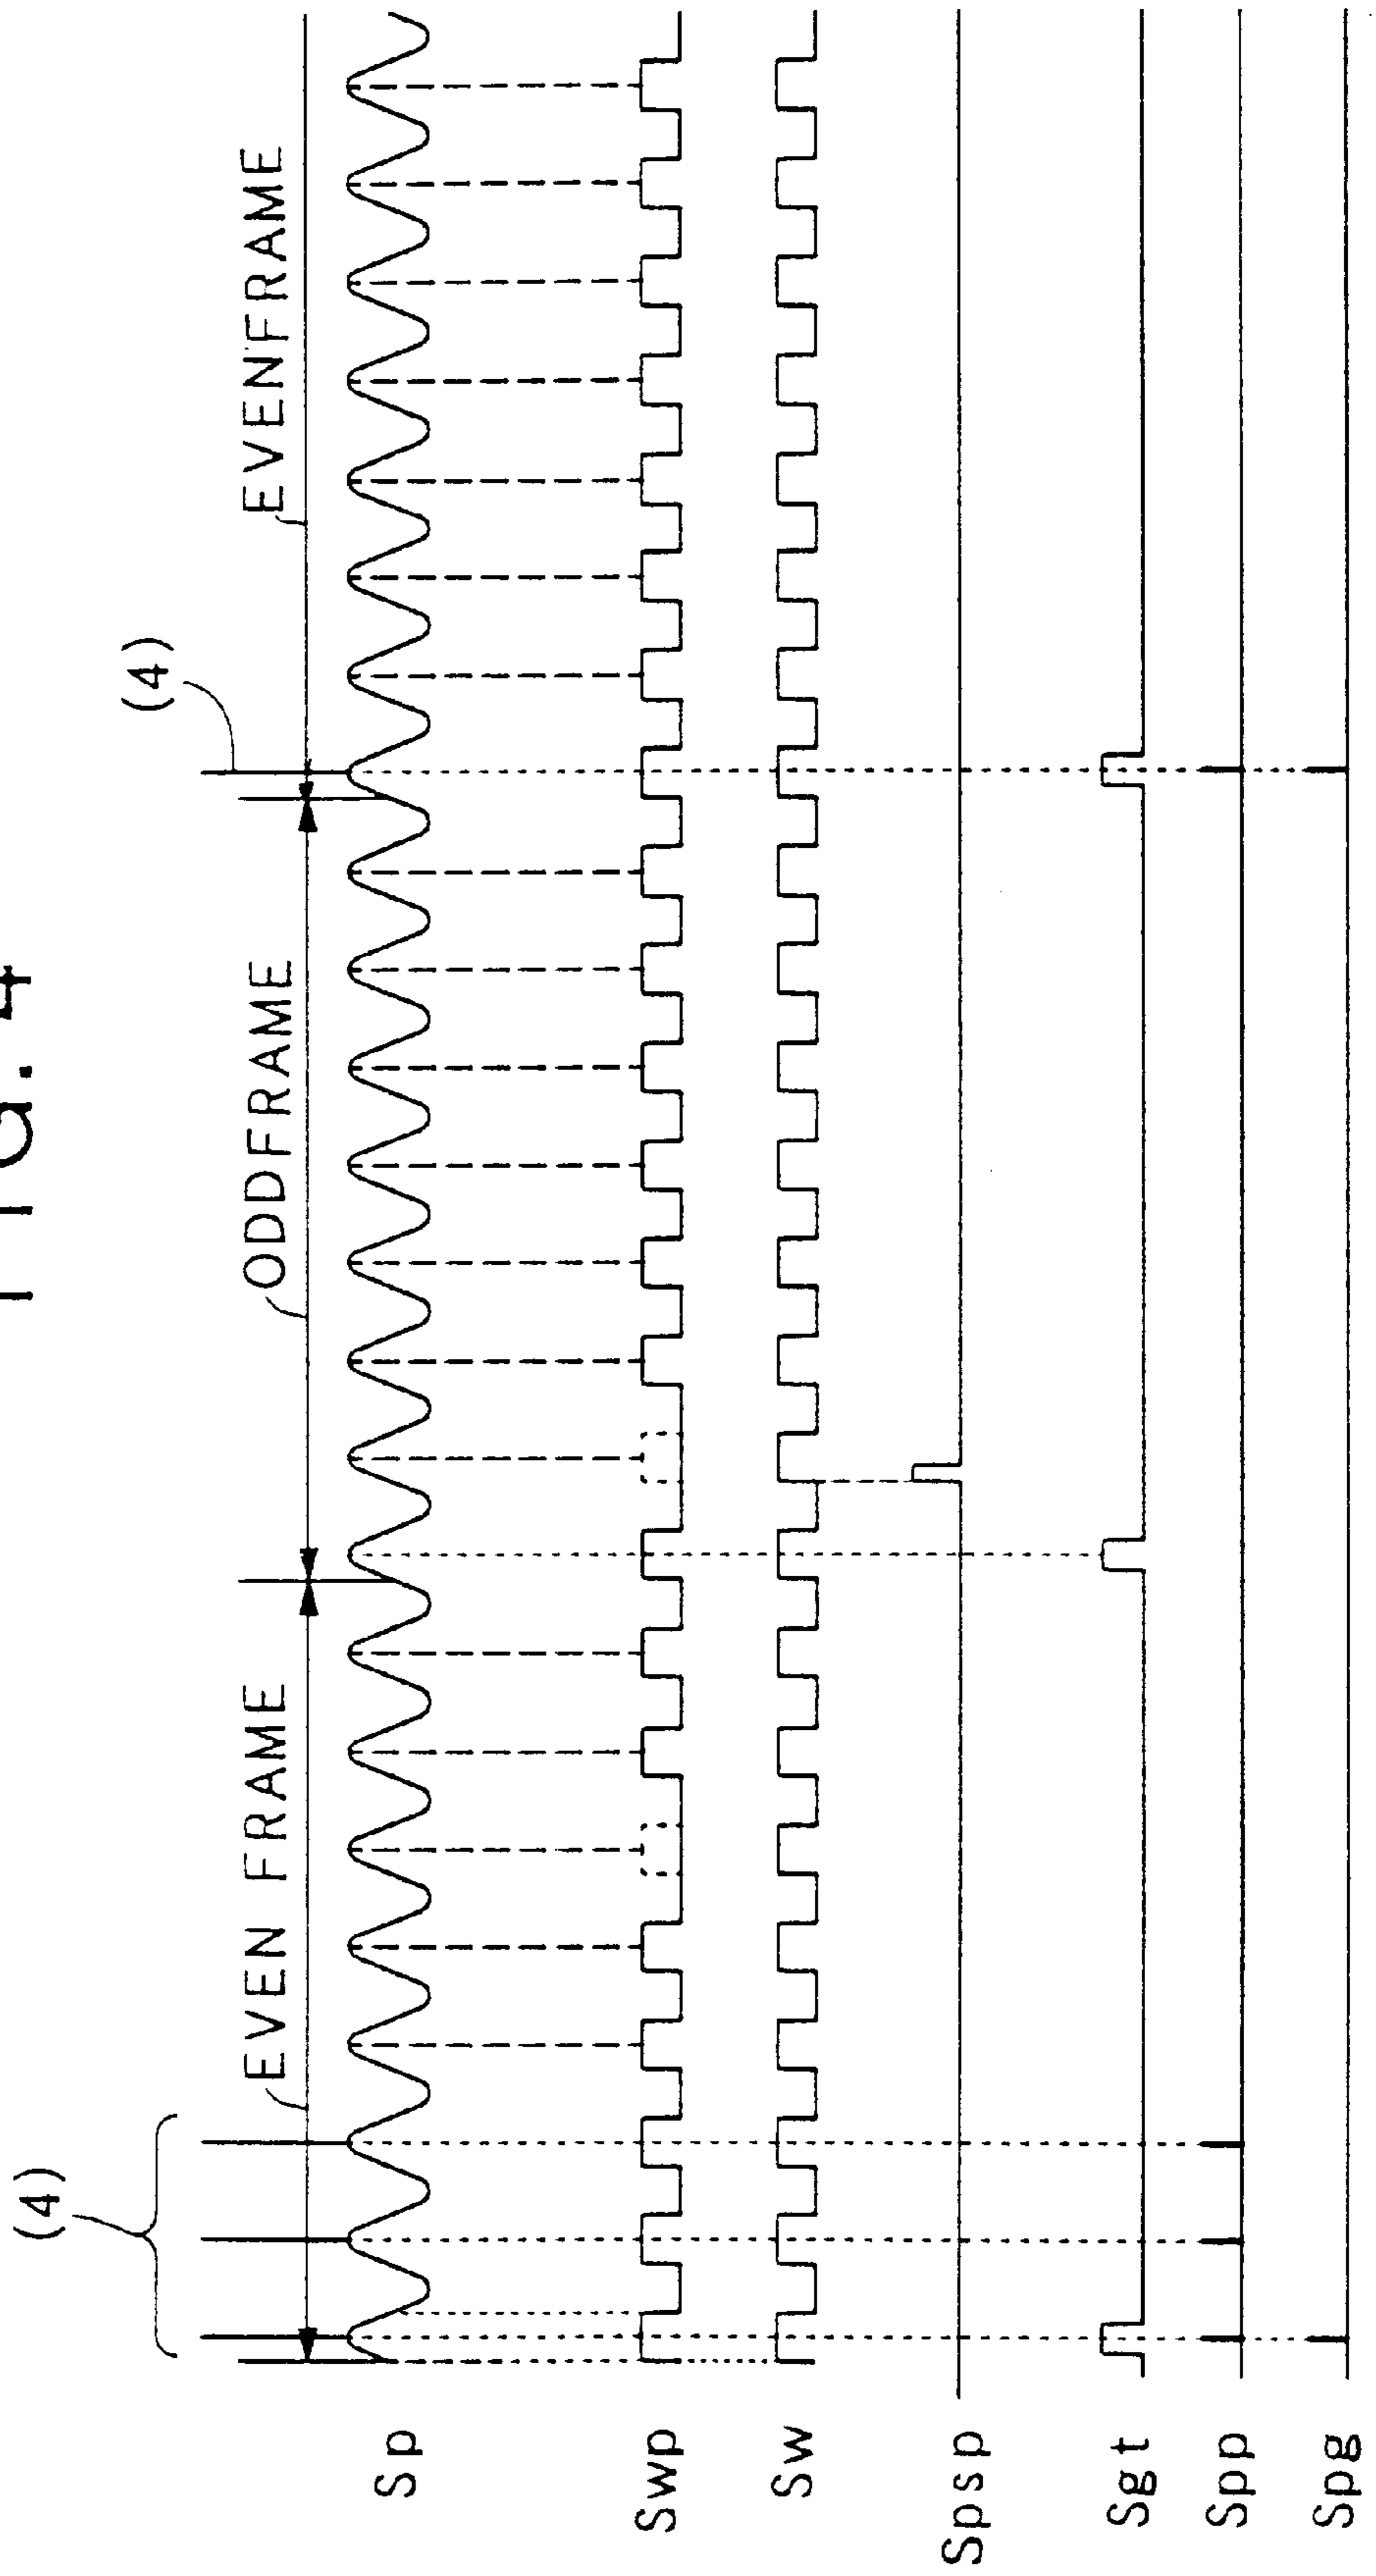 FIG. 4
(4)
(4)
EVEN FRAME
ODDFRAME
EVENFRAME
Sp
Swp
Sw
Spsp
Sgt
Spp
Spg